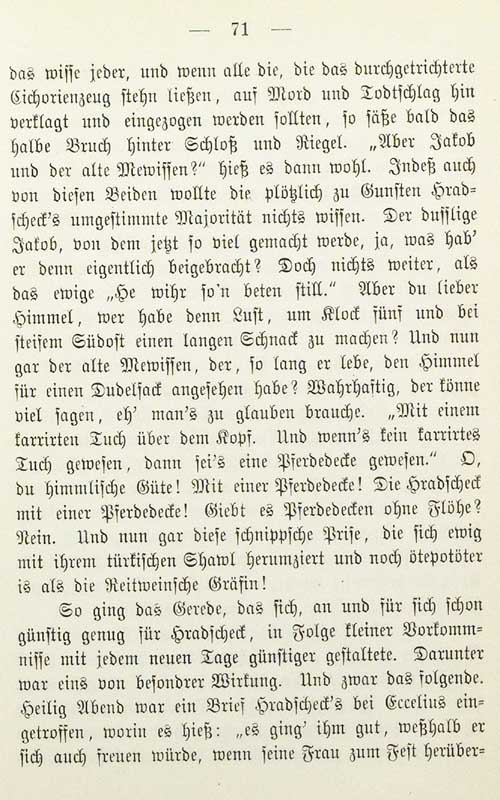 — 71 —
das wisse jeder, und wenn alle die, die das durchgetrichterte
Cichorienzeug stehn ließen, auf Mord und Todtschlag hin
verklagt und eingezogen werden sollten, so säße bald das
halbe Bruch hinter Schloß und Riegel. „Aber Jakob
und der alte Mewissen?“ hieß es dann wohl. Indeß auch
von diesen Beiden wollte die plötzlich zu Gunsten Hrad-
scheck's umgestimmte Majorität nichts wissen. Der dusslige
Jakob, von dem jetzt so viel gemacht werde, ja, was hab'
er denn eigentlich beigebracht? Doch nichts weiter, als
das ewige „He wihr so'n beten still.“ Aber du lieber
Himmel, wer habe denn Lust, um Klock fünf und bei
steifem Südost einen langen Schnack zu machen? Und nun
gar der alte Mewissen, der, so lang er lebe, den Himmel
für einen Dudelsack angesehen habe? Wahrhaftig, der könne
viel sagen, eh' man's zu glauben brauche. „Mit einem
karrirten Tuch über dem Kopf. Und wenn's kein karrirtes
Tuch gewesen, dann sei's eine Pferdedecke gewesen.“ O,
du himmlische Güte! Mit einer Pferdedecke! Die Hradscheck
mit einer Pferdedecke! Giebt es Pferdedecken ohne Flöhe?
Nein. Und nun gar diese schnippsche Prise, die sich ewig
mit ihrem türkischen Shawl herumziert und noch ötepotöter
is als die Reitweinsche Gräfin!
So ging das Gerede, das sich, an und für sich schon
günstig genug für Hradscheck, in Folge kleiner Vorkomm-
nisse mit jedem neuen Tage günstiger gestaltete. Darunter
war eins von besondrer Wirkung. Und zwar das folgende.
Heilig Abend war ein Brief Hradscheck's bei Eccelius ein-
getroffen, worin es hieß: „es ging' ihm gut, weßhalb er
sich auch freuen würde, wenn seine Frau zum Fest herüber-